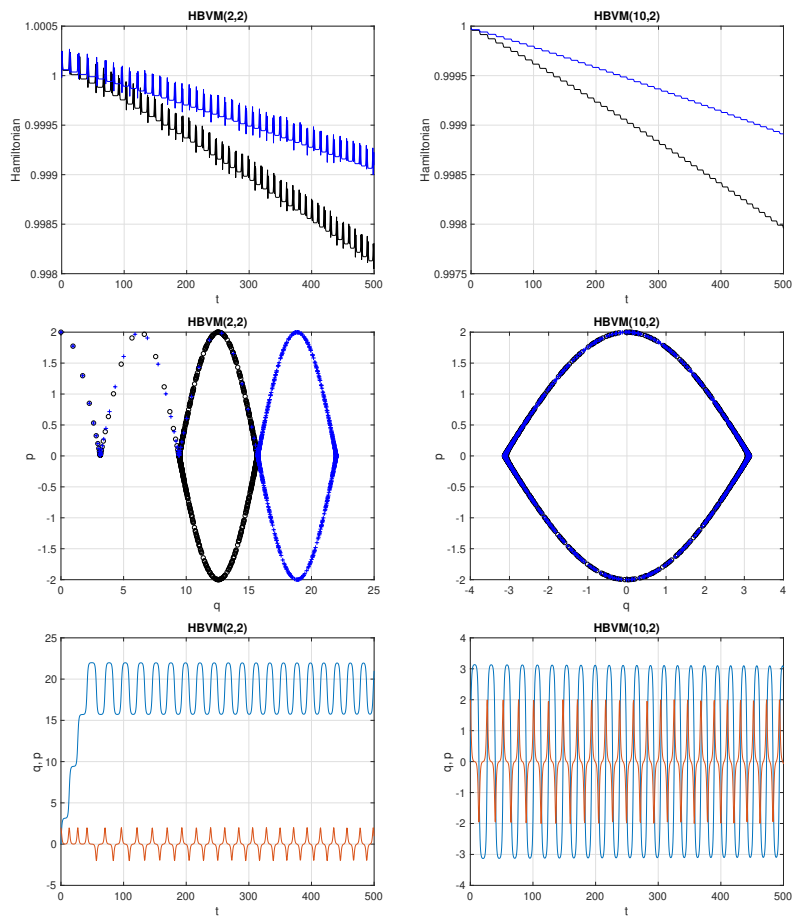 HBVM(2,2)
1.0005
1
0.9995
0.999
0.9985
0.998
Hamiltonian
0 100 200 300 400 500
t
HBVM(10,2)
1
0.9995
0.999
0.9985
0.998
0.9975
Hamiltonian
0 100 200 300 400 500
t
HBVM(2,2)
2
1.5
1
0.5
0
-0.5
-1
-1.5
-2
p
0 5 10 15 20 25
q
HBVM(10,2)
2
1.5
1
0.5
0
-0.5
-1
-1.5
-2
p
-4 -3 -2 -1 0 1 2 3 4
q
HBVM(2,2)
25
20
15
10
5
0
-5
q, p
0 100 200 300 400 500
t
HBVM(10,2)
4
3
2
1
0
-1
-2
-3
-4
q, p
0 100 200 300 400 500
t